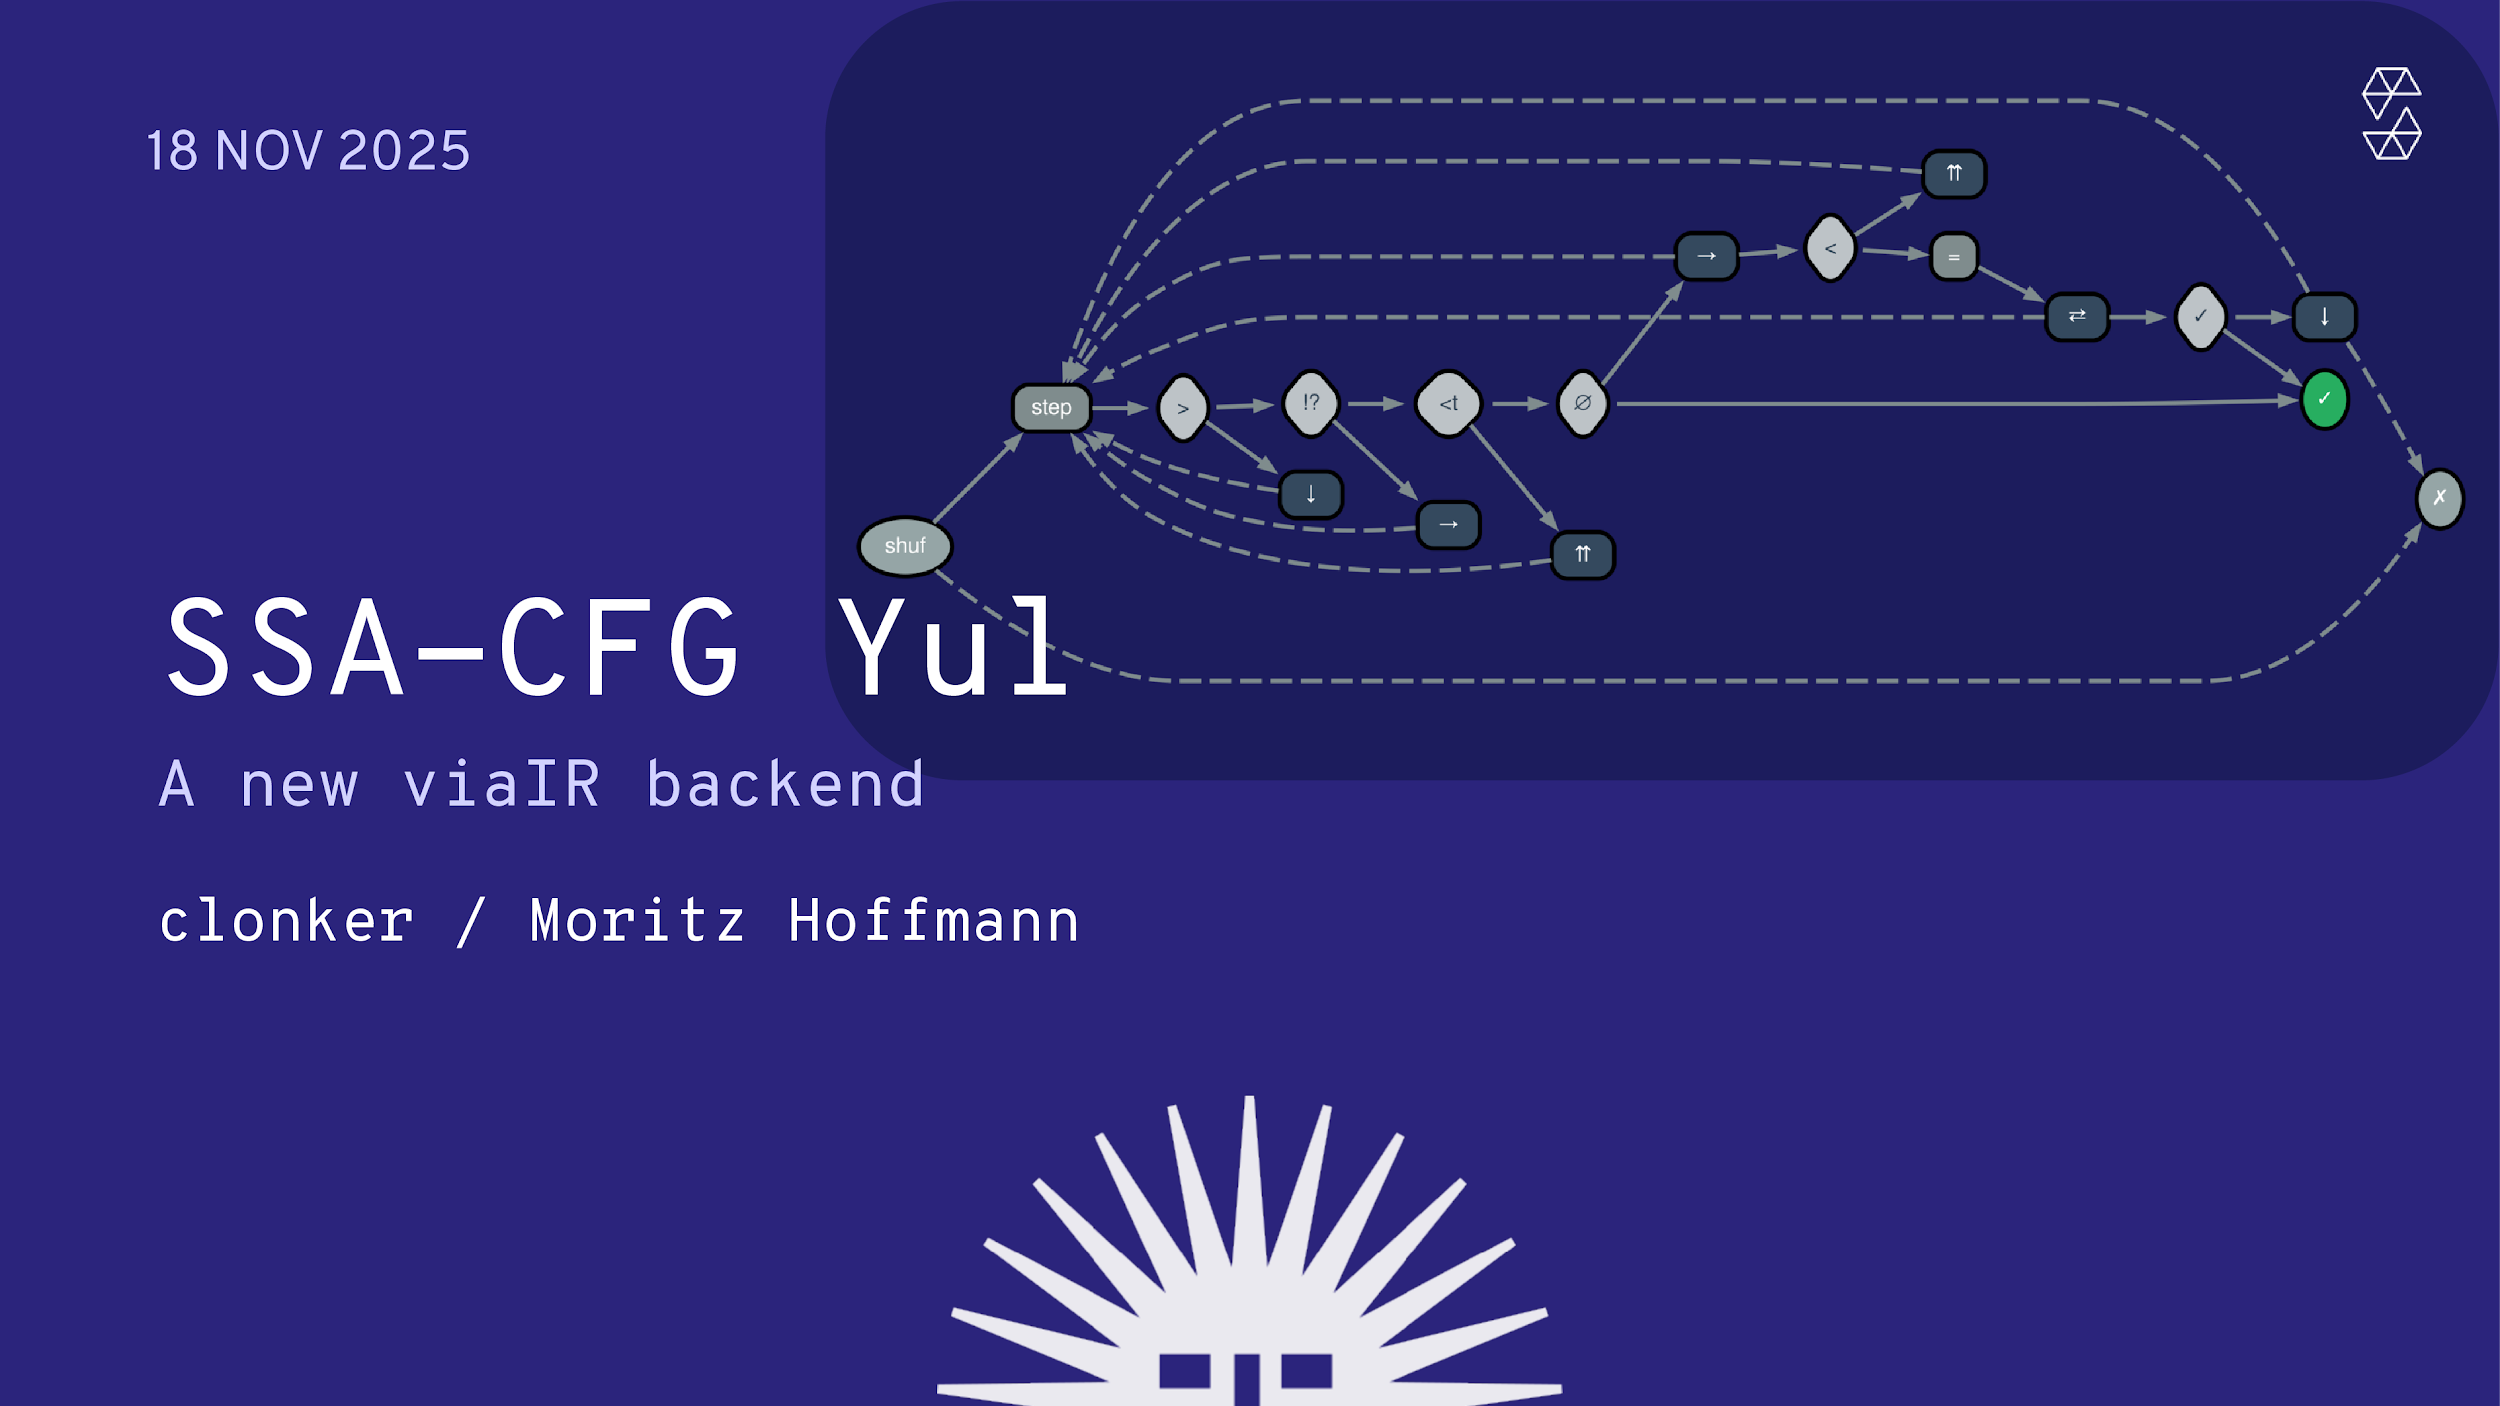 18 NOV 2025
⇈
<
→
=
⇄
✓
↓
step
>
!?
<t
∅
✓
↓
→
✗
shuf
⇈
SSA-CFG Yul
A new viaIR backend
clonker / Moritz Hoffmann